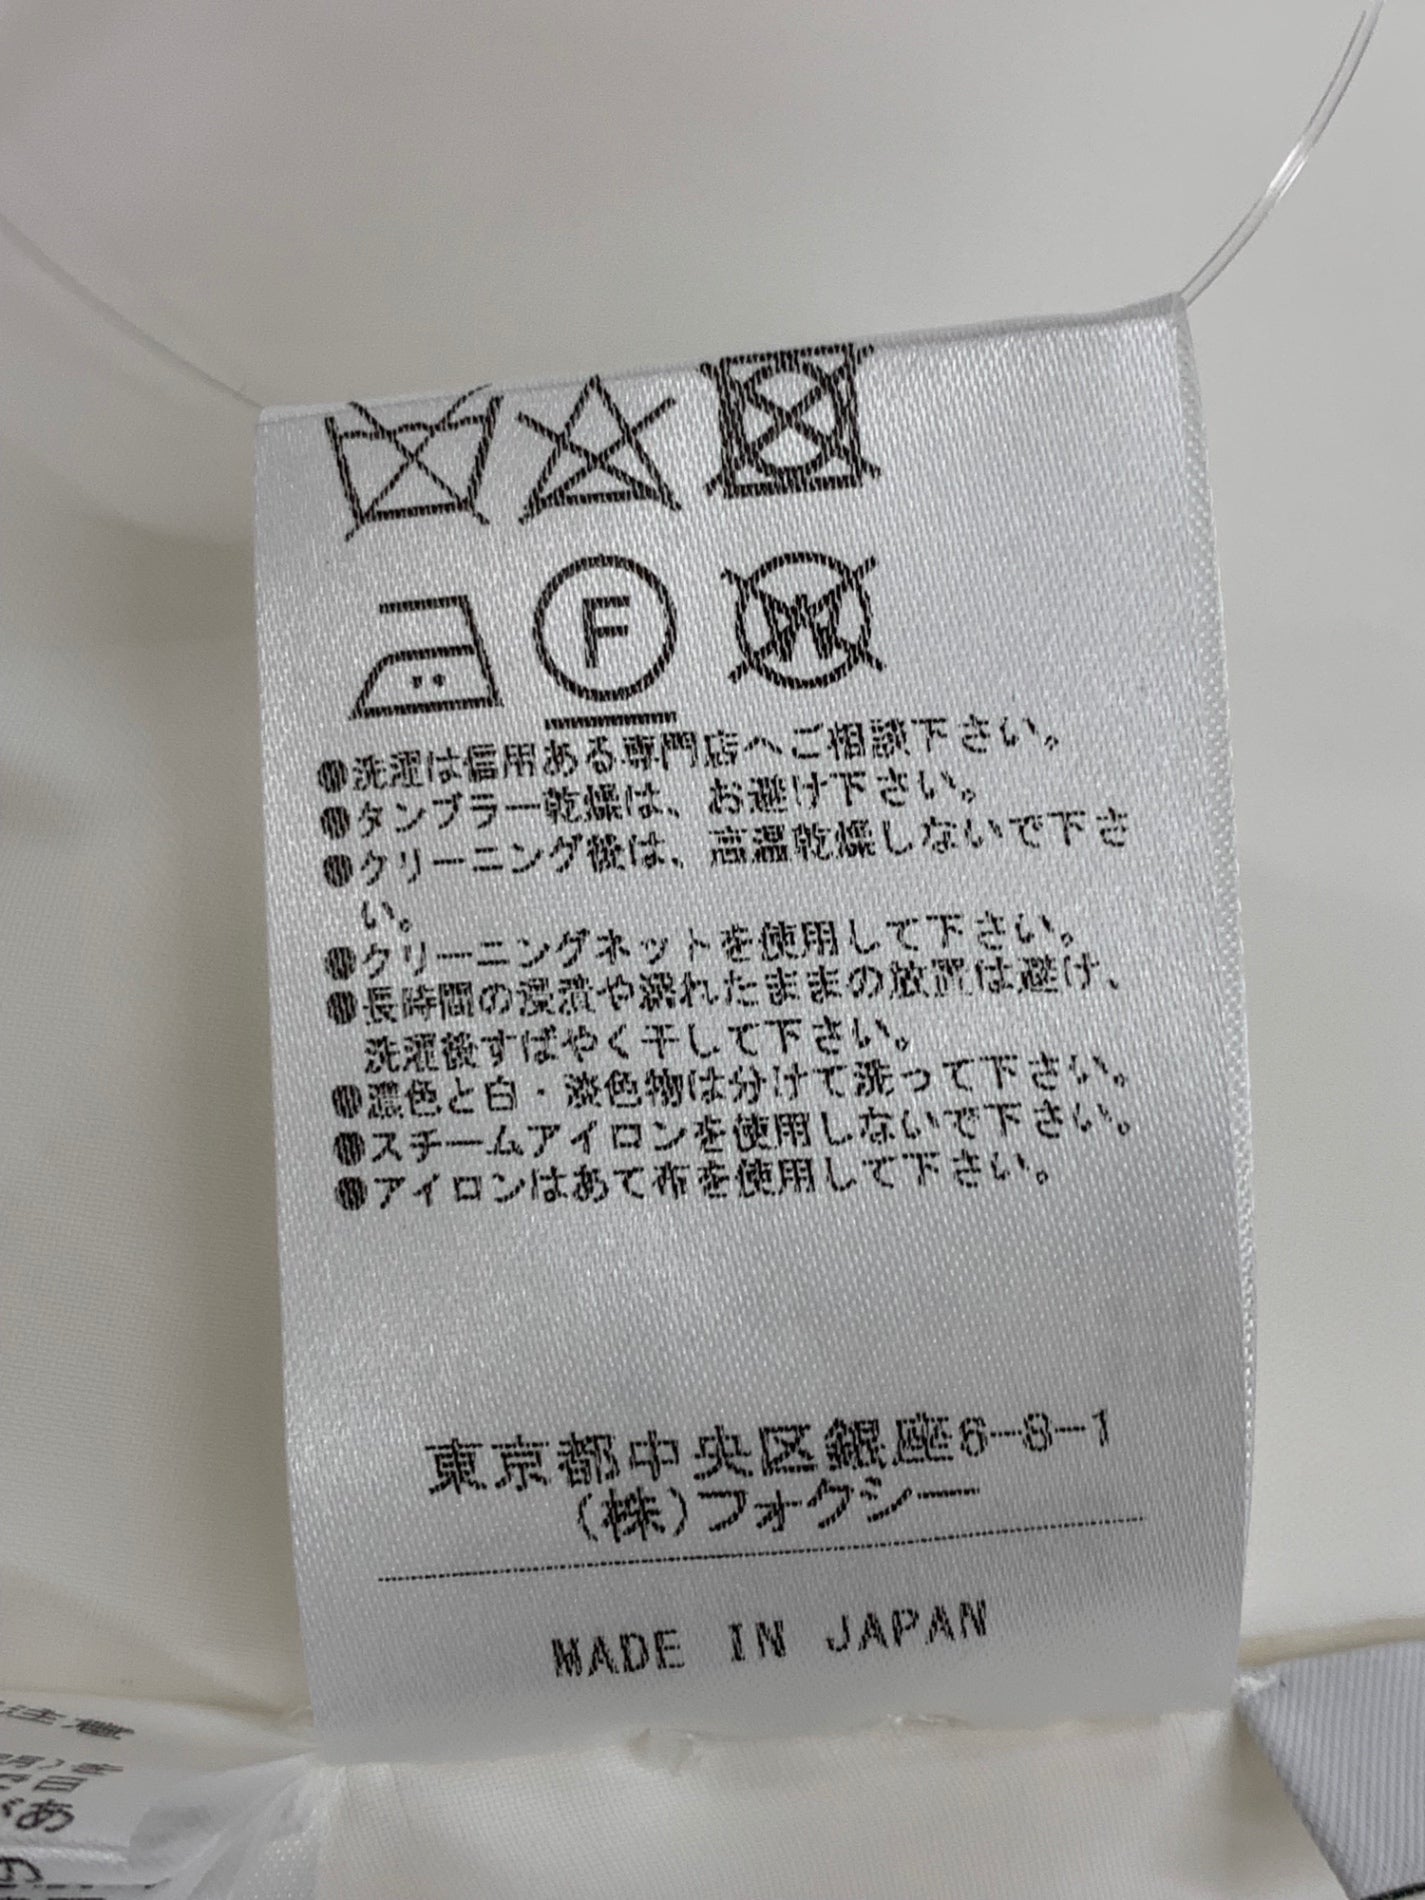 F
W
●洗濯は信用ある専門店へご相談下さい。
●タンブラー乾燥は、お避け下さい。
●クリーニング後は、高温乾燥しないで下さ
い。
●クリーニングネットを使用して下さい。
●長時間の浸漬や濡れたままの放置は避け、
洗濯後すばやく干して下さい。
●濃色と白・淡色物は分けて洗って下さい。
●スチームアイロンを使用しないで下さい。
●アイロンはあて布を使用して下さい。
東京都中央区銀座6-8-1
(株)フォクシー
MADE IN JAPAN
注意